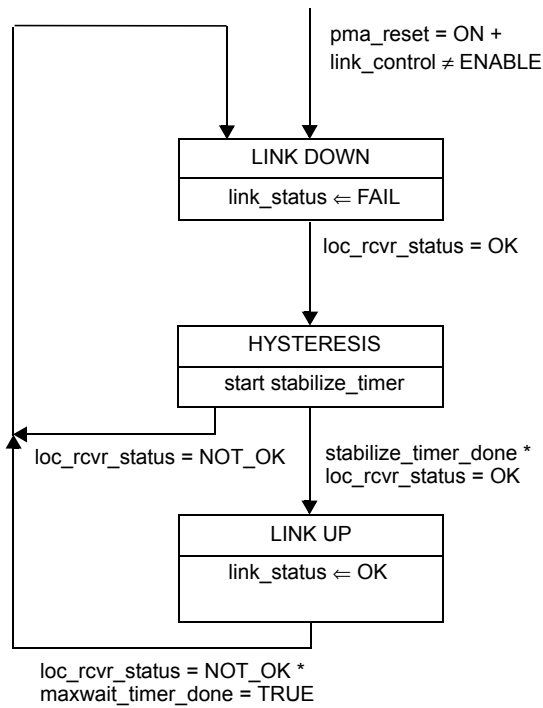 pma_reset = ON +
link_control ≠ ENABLE
LINK DOWN
link_status ⇐ FAIL
loc_rcvr_status = OK
HYSTERESIS
start stabilize_timer
loc_rcvr_status = NOT_OK
stabilize_timer_done *
loc_rcvr_status = OK
LINK UP
link_status ⇐ OK
loc_rcvr_status = NOT_OK *
maxwait_timer_done = TRUE